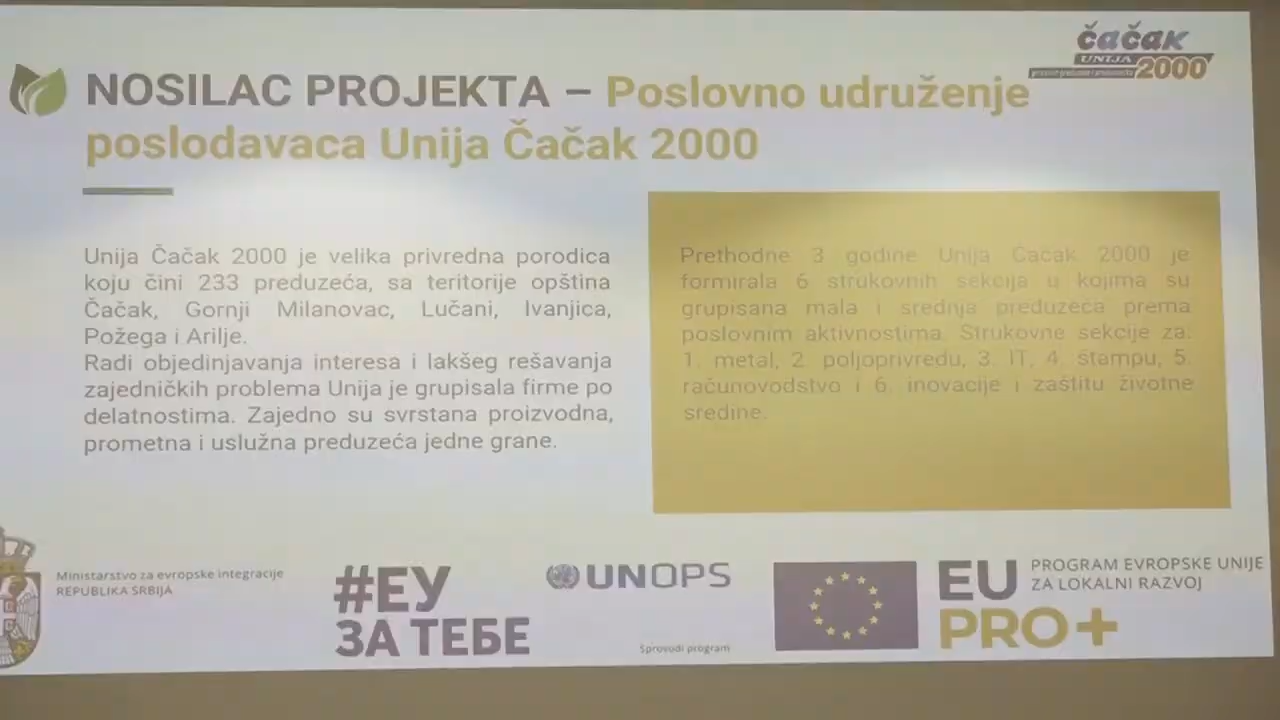 čačak
UNIJA
2000
NOSILAC PROJEKTA – Poslovno udruženje
poslodavaca Unija Čačak 2000
Unija Čačak 2000 je velika privredna porodica
koju čini 233 preduzeća, sa teritorije opština
Čačak, Gornji Milanovac, Lučani, Ivanjica,
Požega i Arilje.
Radi objedinjavanja interesa i lakšeg rešavanja
zajedničkih problema Unija je grupisala firme po
delatnostima. Zajedno su svrstana proizvodna,
prometna i uslužna preduzeća jedne grane.
Prethodne 3 godine Unija Čačak 2000 je
formirala 6 strukovnih sekcija u kojima su
grupisana mala i srednja preduzeća prema
poslovnim aktivnostima. Strukovne sekcije za:
1. metal, 2. poljoprivredu, 3. IT, 4. štampu, 5.
računovodstvo i 6. inovacije i zaštitu životne
sredine.
Ministarstvo za evropske integracije
REPUBLIKA SRBIJA
#ЕУ
ЗА ТЕБЕ
UNOPS
Sprovodi program
EU
PRO+
PROGRAM EVROPSKE UNIJE
ZA LOKALNI RAZVOJ